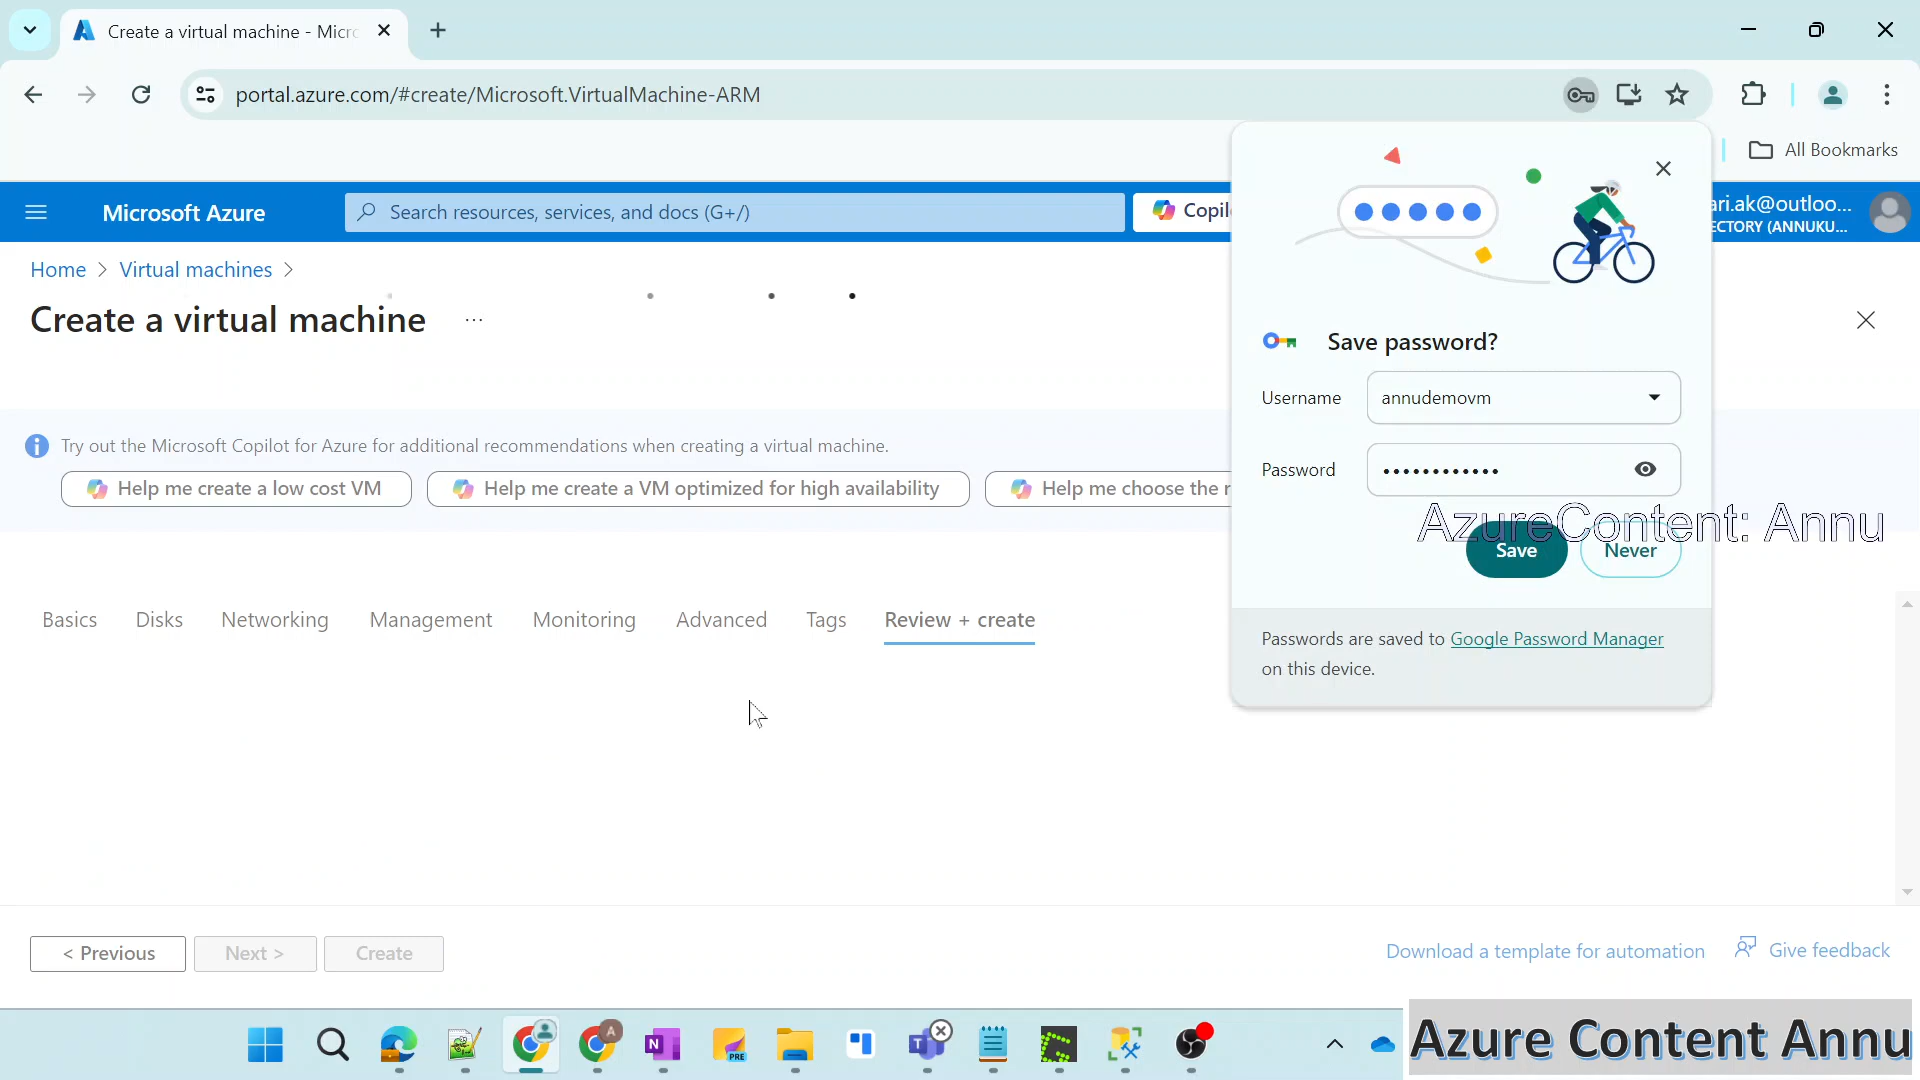 Create a virtual machine - Micro
portal.azure.com/#create/Microsoft.VirtualMachine-ARM
All Bookmarks
Microsoft Azure
Search resources, services, and docs (G+/)
Copil
ari.ak@outloo...
ECTORY (ANNUKU...
Home > Virtual machines >
Create a virtual machine ...
Try out the Microsoft Copilot for Azure for additional recommendations when creating a virtual machine.
Help me create a low cost VM
Help me create a VM optimized for high availability
Help me choose the r
Save password?
Username annudemovm
Password ••••••••••••
AzureContent: Annu
Save Never
Passwords are saved to Google Password Manager
on this device.
Basics Disks Networking Management Monitoring Advanced Tags Review + create
< Previous Next > Create
Download a template for automation Give feedback
A
N
PRE
T
Azure Content Annu